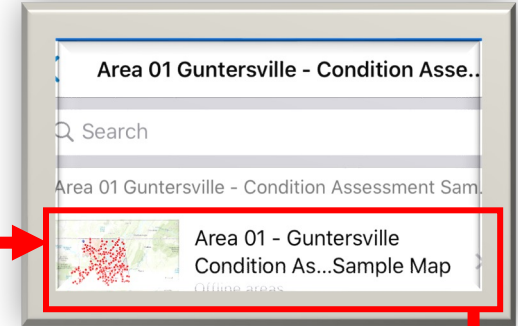 Area 01 Guntersville - Condition Asse..
Search
Area 01 Guntersville - Condition Assessment Sam.
Area 01 - Guntersville
Condition As...Sample Map
Offline areas